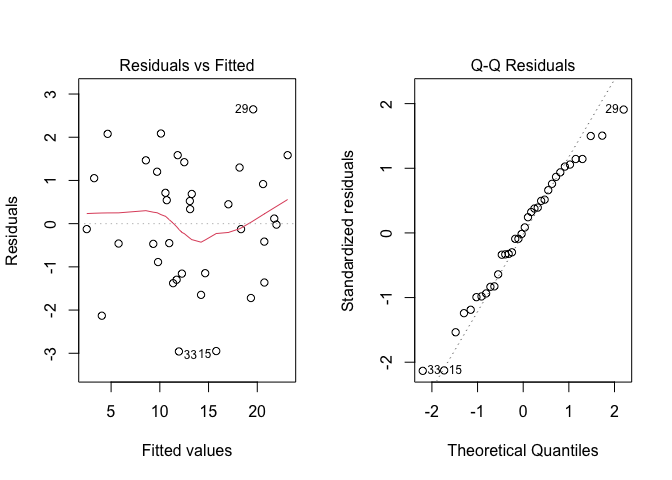 Residuals vs Fitted
Residuals
3
2
1
0
-1
-2
-3
29
33 15
5 10 15 20
Fitted values
Q-Q Residuals
Standardized residuals
2
1
0
-1
-2
29
33 15
-2 -1 0 1 2
Theoretical Quantiles